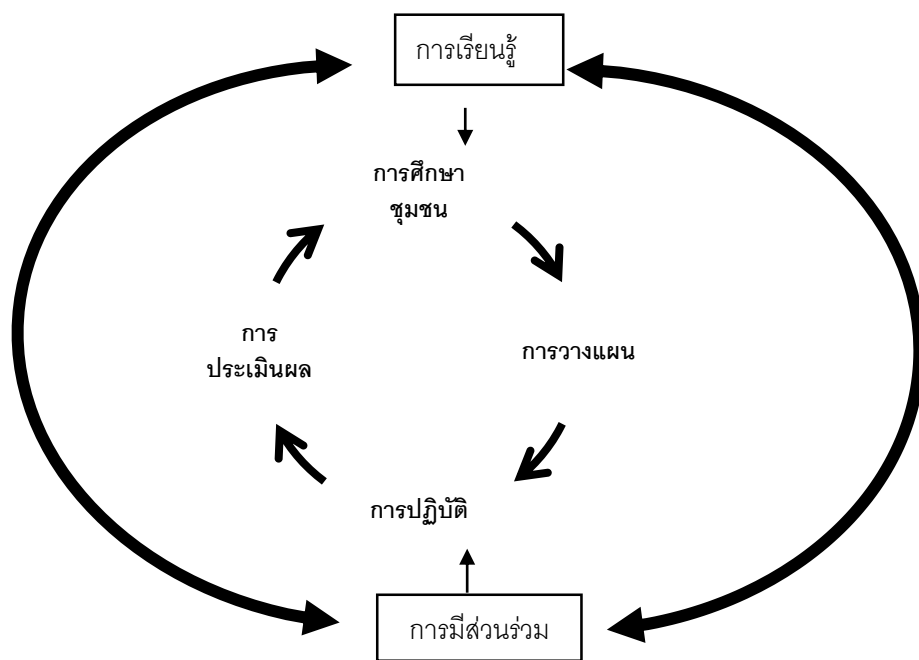 การเรียนรู้
การศึกษา
ชุมชน
การ
ประเมินผล
การวางแผน
การปฏิบัติ
การมีส่วนร่วม